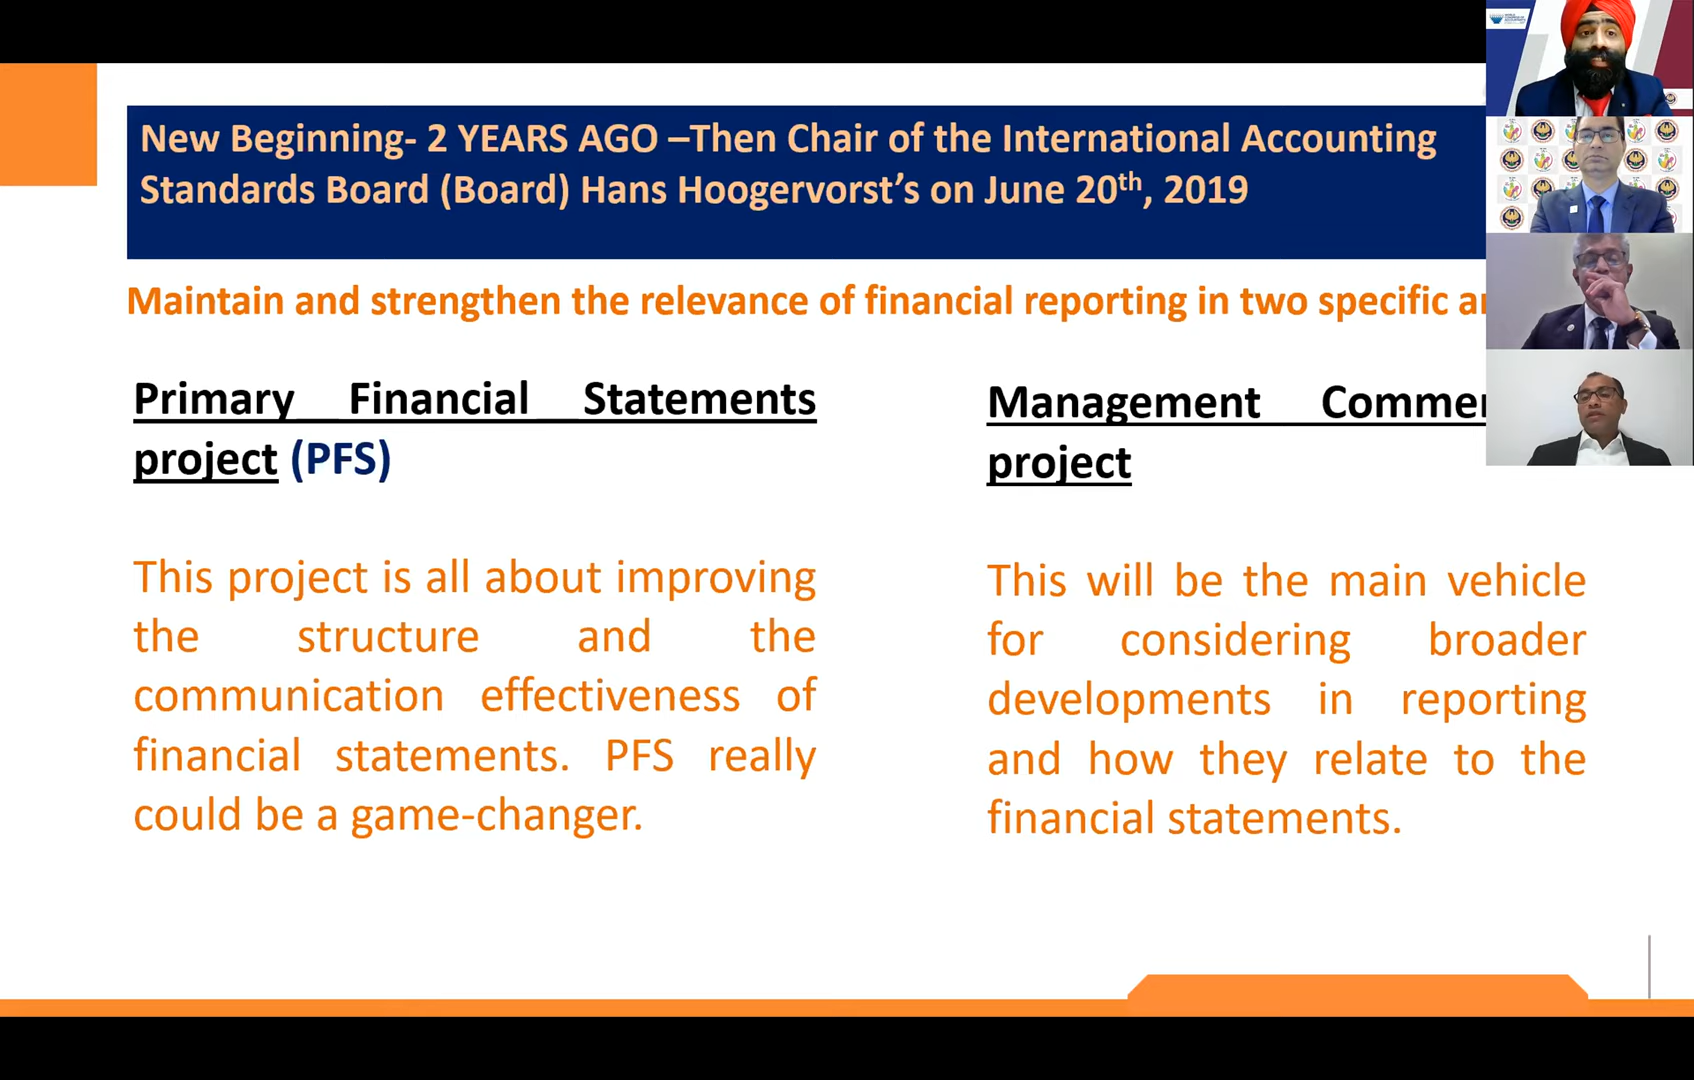 New Beginning- 2 YEARS AGO –Then Chair of the International Accounting
Standards Board (Board) Hans Hoogervorst’s on June 20th, 2019
Maintain and strengthen the relevance of financial reporting in two specific
Primary Financial Statements
project (PFS)
This project is all about improving
the structure and the
communication effectiveness of
financial statements. PFS really
could be a game-changer.
Management
project
This will be the main vehicle
for considering broader
developments in reporting
and how they relate to the
financial statements.